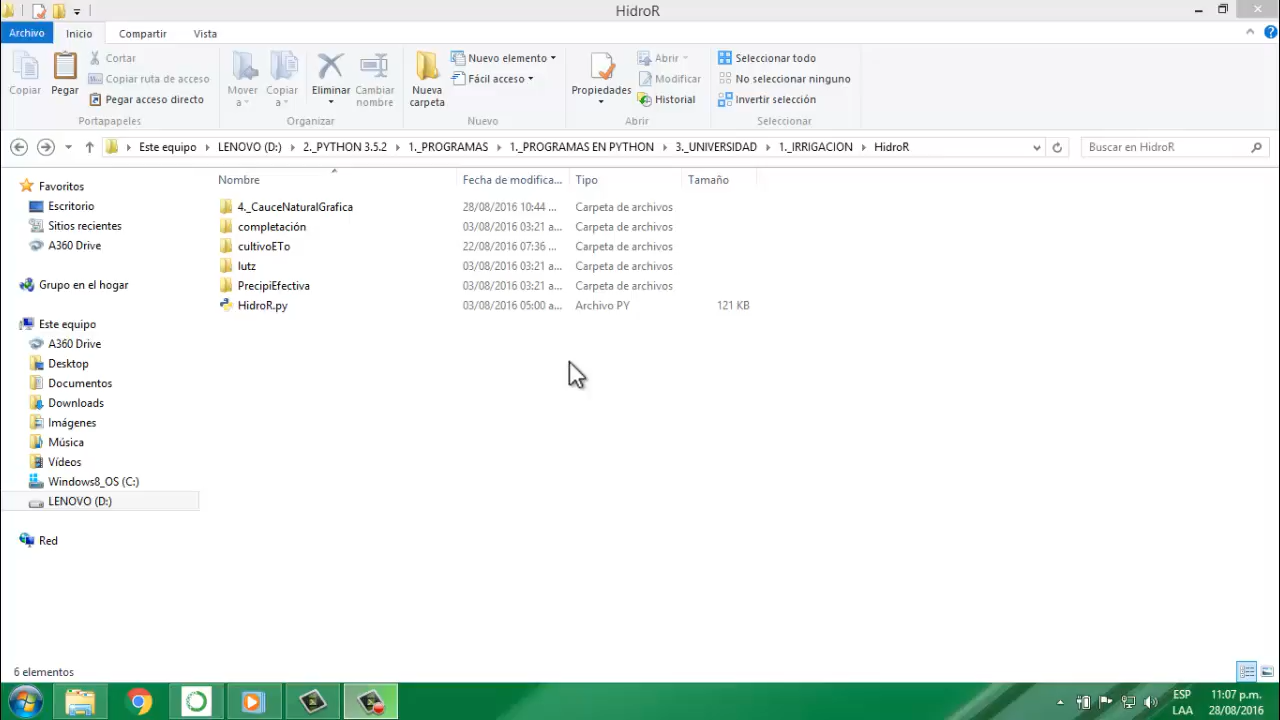 HidroR
Archivo Inicio Compartir Vista
Copiar
Pegar
Cortar
Copiar ruta de acceso
Pegar acceso directo
Portapapeles
Mover a
Copiar a
Eliminar
Cambiar nombre
Organizar
Nueva carpeta
Nuevo elemento
Fácil acceso
Nuevo
Propiedades
Abrir
Modificar
Historial
Abrir
Seleccionar todo
No seleccionar ninguno
Invertir selección
Seleccionar
Este equipo LENOVO (D:) 2._PYTHON 3.5.2 1._PROGRAMAS 1._PROGRAMAS EN PYTHON 3._UNIVERSIDAD 1._IRRIGACION HidroR
Buscar en HidroR
Favoritos
Escritorio
Sitios recientes
A360 Drive
Grupo en el hogar
Este equipo
A360 Drive
Desktop
Documentos
Downloads
Imágenes
Música
Vídeos
Windows8_OS (C:)
LENOVO (D:)
Red
Nombre Fecha de modifica... Tipo Tamaño
4._CauceNaturalGrafica 28/08/2016 10:44 ... Carpeta de archivos
completación 03/08/2016 03:21 a... Carpeta de archivos
cultivoETo 22/08/2016 07:36 ... Carpeta de archivos
lutz 03/08/2016 03:21 a... Carpeta de archivos
PrecipiEfectiva 03/08/2016 03:21 a... Carpeta de archivos
HidroR.py 03/08/2016 05:00 a... Archivo PY 121 KB
6 elementos
ESP
LAA
11:07 p.m.
28/08/2016